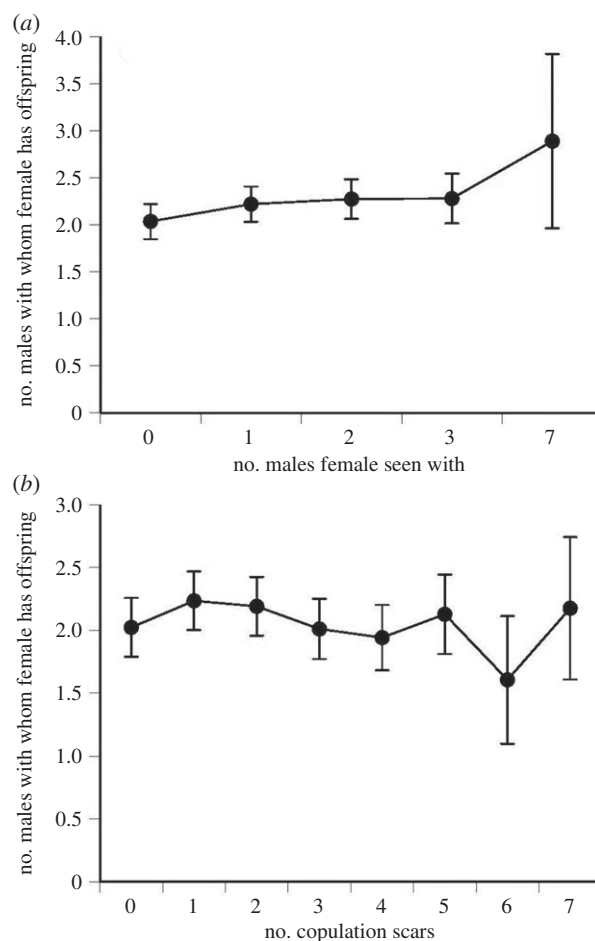 (a)
4.0
3.5
3.0
2.5
2.0
1.5
1.0
0.5
0
no. males with whom female has offspring
0 1 2 3 7
no. males female seen with
(b)
3.0
2.5
2.0
1.5
1.0
0.5
0
no. males with whom female has offspring
0 1 2 3 4 5 6 7
no. copulation scars